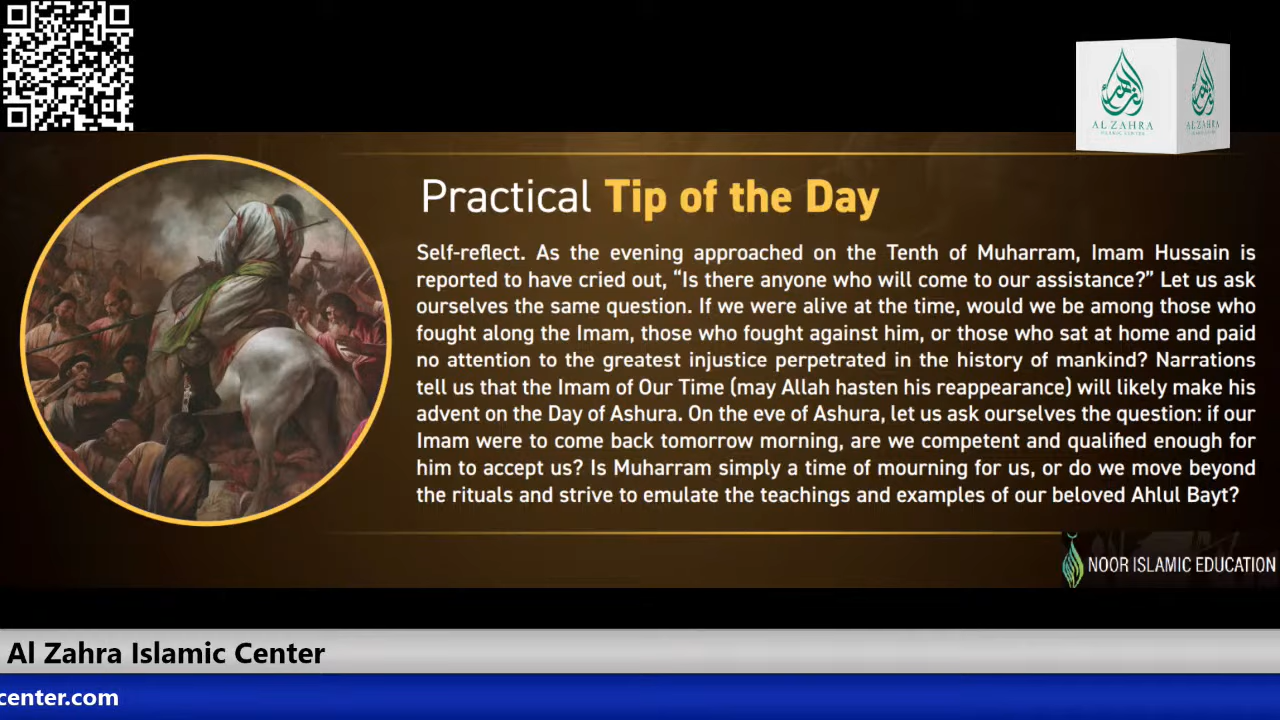 AL ZAHRA
ISLAMIC CENTER
AL ZAHRA
Practical Tip of the Day
Self-reflect. As the evening approached on the Tenth of Muharram, Imam Hussain is
reported to have cried out, “Is there anyone who will come to our assistance?” Let us ask
ourselves the same question. If we were alive at the time, would we be among those who
fought along the Imam, those who fought against him, or those who sat at home and paid
no attention to the greatest injustice perpetrated in the history of mankind? Narrations
tell us that the Imam of Our Time (may Allah hasten his reappearance) will likely make his
advent on the Day of Ashura. On the eve of Ashura, let us ask ourselves the question: if our
Imam were to come back tomorrow morning, are we competent and qualified enough for
him to accept us? Is Muharram simply a time of mourning for us, or do we move beyond
the rituals and strive to emulate the teachings and examples of our beloved Ahlul Bayt?
NOOR ISLAMIC EDUCATION
Al Zahra Islamic Center
center.com